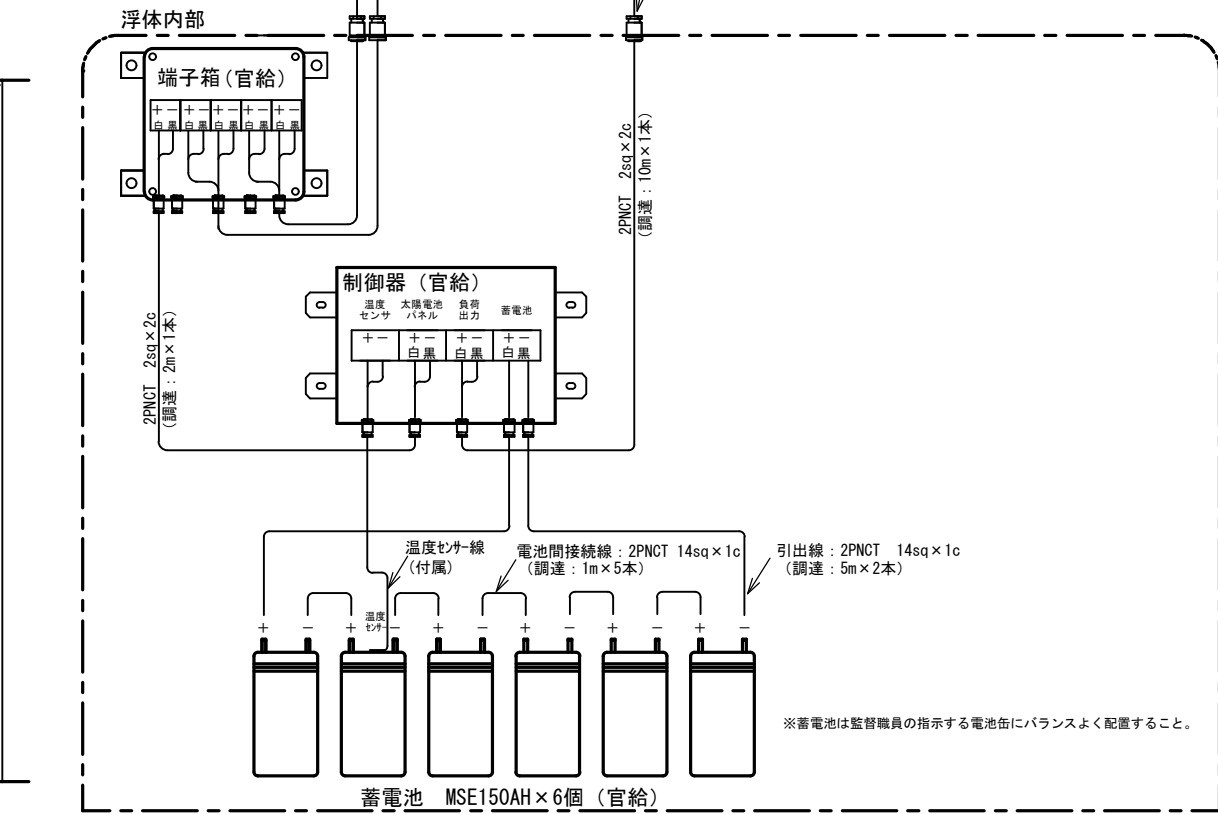 浮体内部
端子箱(官給)
+− +− +− +− +−
白黒 白黒 白黒 白黒 白黒
2PNCT 2sq×2c
(調達:10m×1本)
制御器(官給)
温度
センサ
太陽電池
パネル
負荷
出力
蓄電池
+− +− +− +−
白黒 白黒 白黒
2PNCT 2sq×2c
(調達:2m×1本)
温度センサー線
(付属)
電池間接続線:2PNCT 14sq×1c
(調達:1m×5本)
引出線:2PNCT 14sq×1c
(調達:5m×2本)
温度
センサー
+ − + − + − + − + − + −
※蓄電池は監督職員の指示する電池缶にバランスよく配置すること。
蓄電池 MSE150AH×6個(官給)